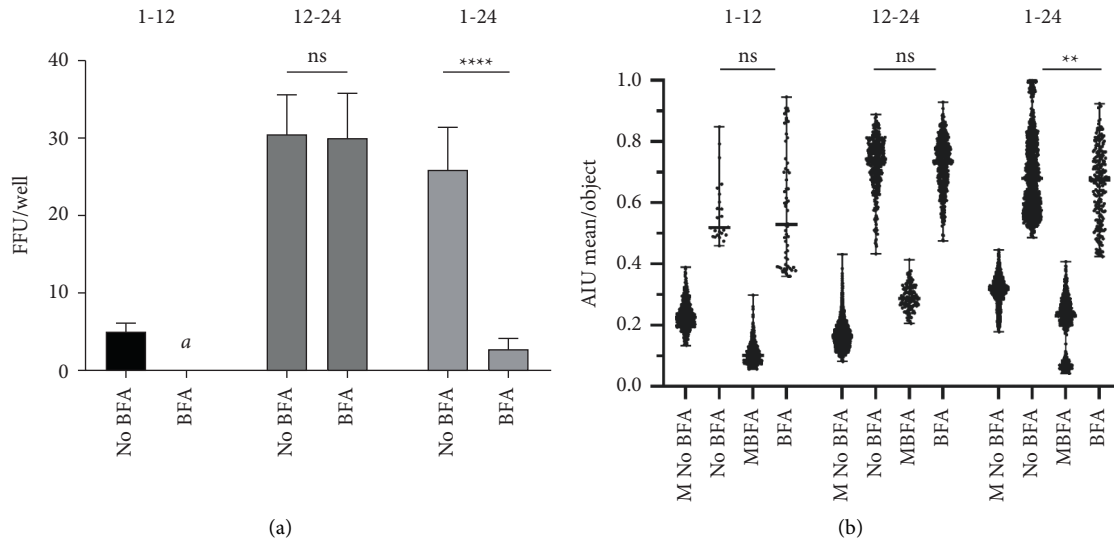 1-12 12-24 1-24
ns ****
40
30
20
10
0
FFU/well
a
No BFA BFA No BFA BFA No BFA BFA
(a)
1-12 12-24 1-24
ns ns **
1.0
0.8
0.6
0.4
0.2
0.0
AIU mean/object
M No BFA No BFA MBFA BFA M No BFA No BFA MBFA BFA M No BFA No BFA MBFA BFA
(b)